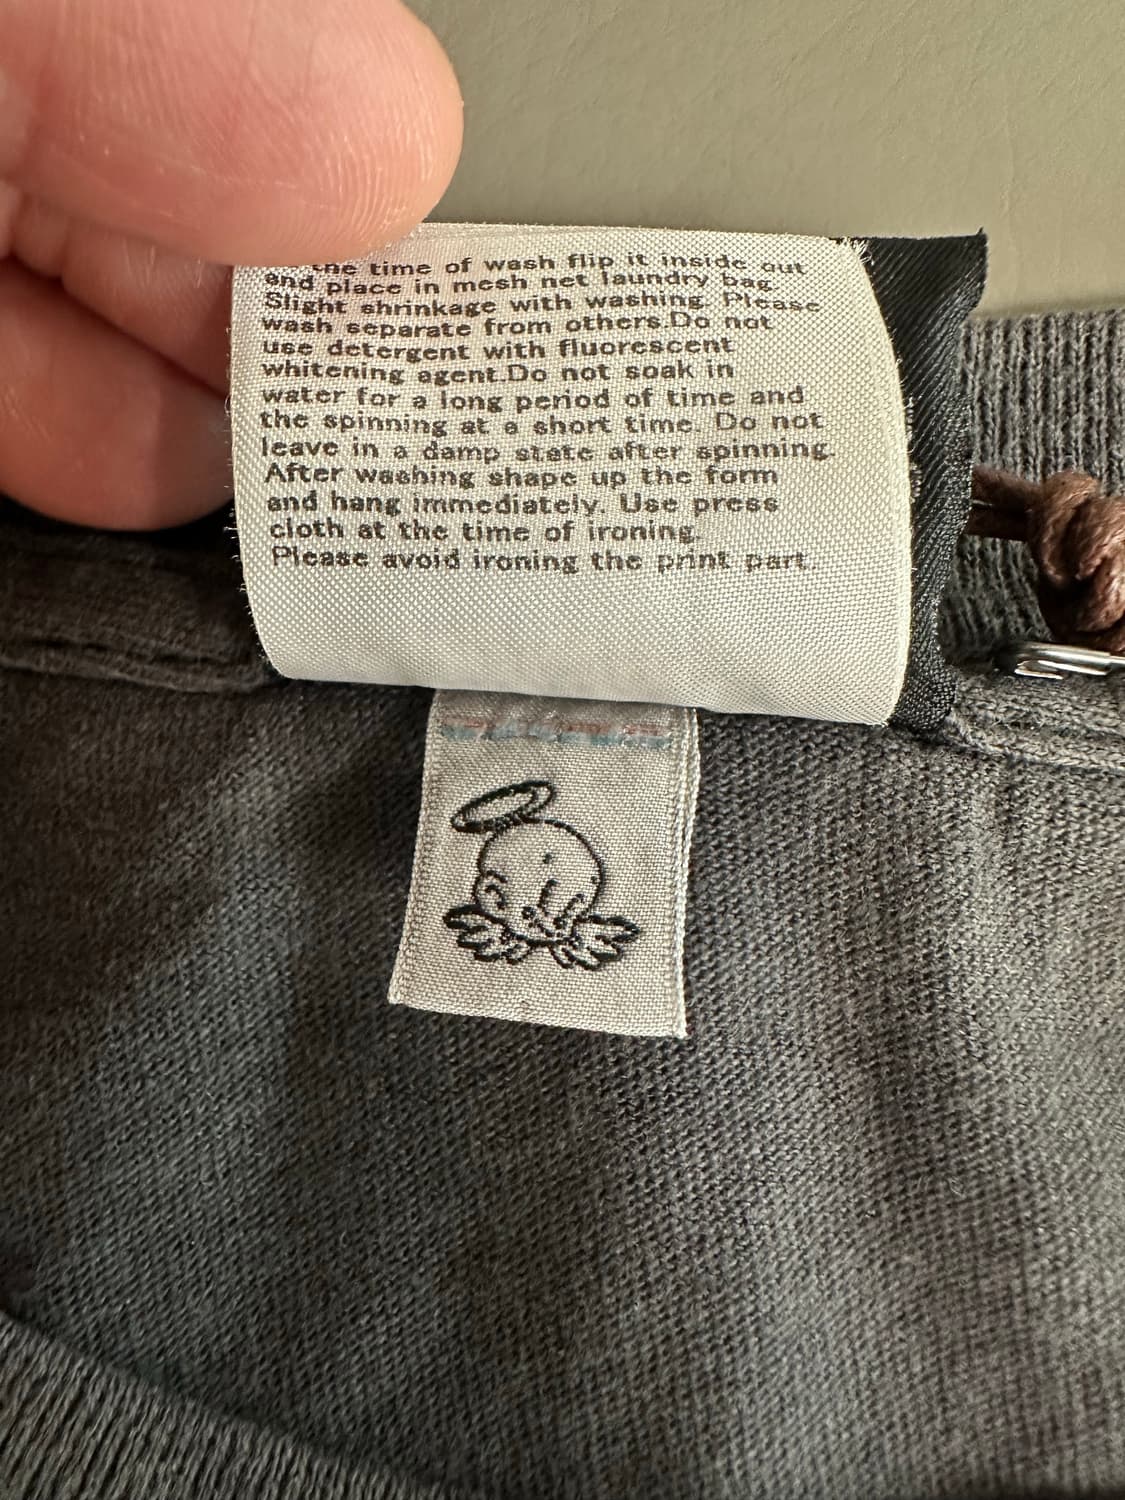 the time of wash flip it inside out
and place in mesh net laundry bag.
Slight shrinkage with washing. Please
wash separate from others.Do not
use detergent with fluorescent
whitening agent.Do not soak in
water for a long period of time and
the spinning at a short time. Do not
leave in a damp state after spinning.
After washing shape up the form
and hang immediately. Use press
cloth at the time of ironing.
Please avoid ironing the print part.